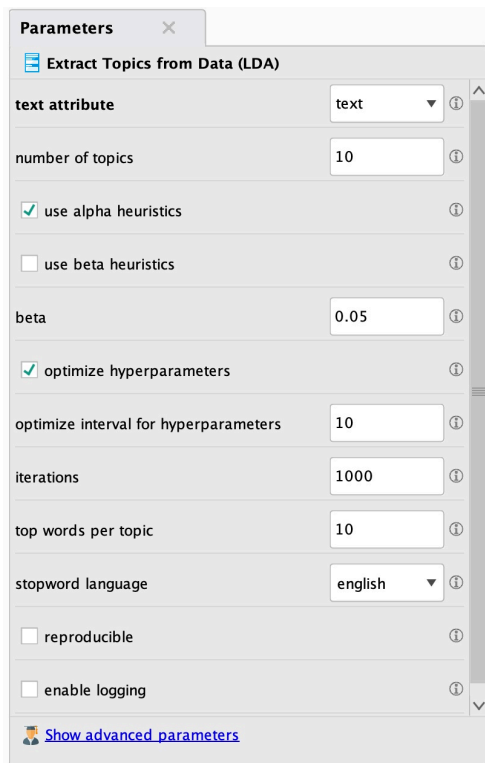 Parameters
Extract Topics from Data (LDA)
text attribute text
number of topics 10
use alpha heuristics
use beta heuristics
beta 0.05
optimize hyperparameters
optimize interval for hyperparameters 10
iterations 1000
top words per topic 10
stopword language english
reproducible
enable logging
Show advanced parameters